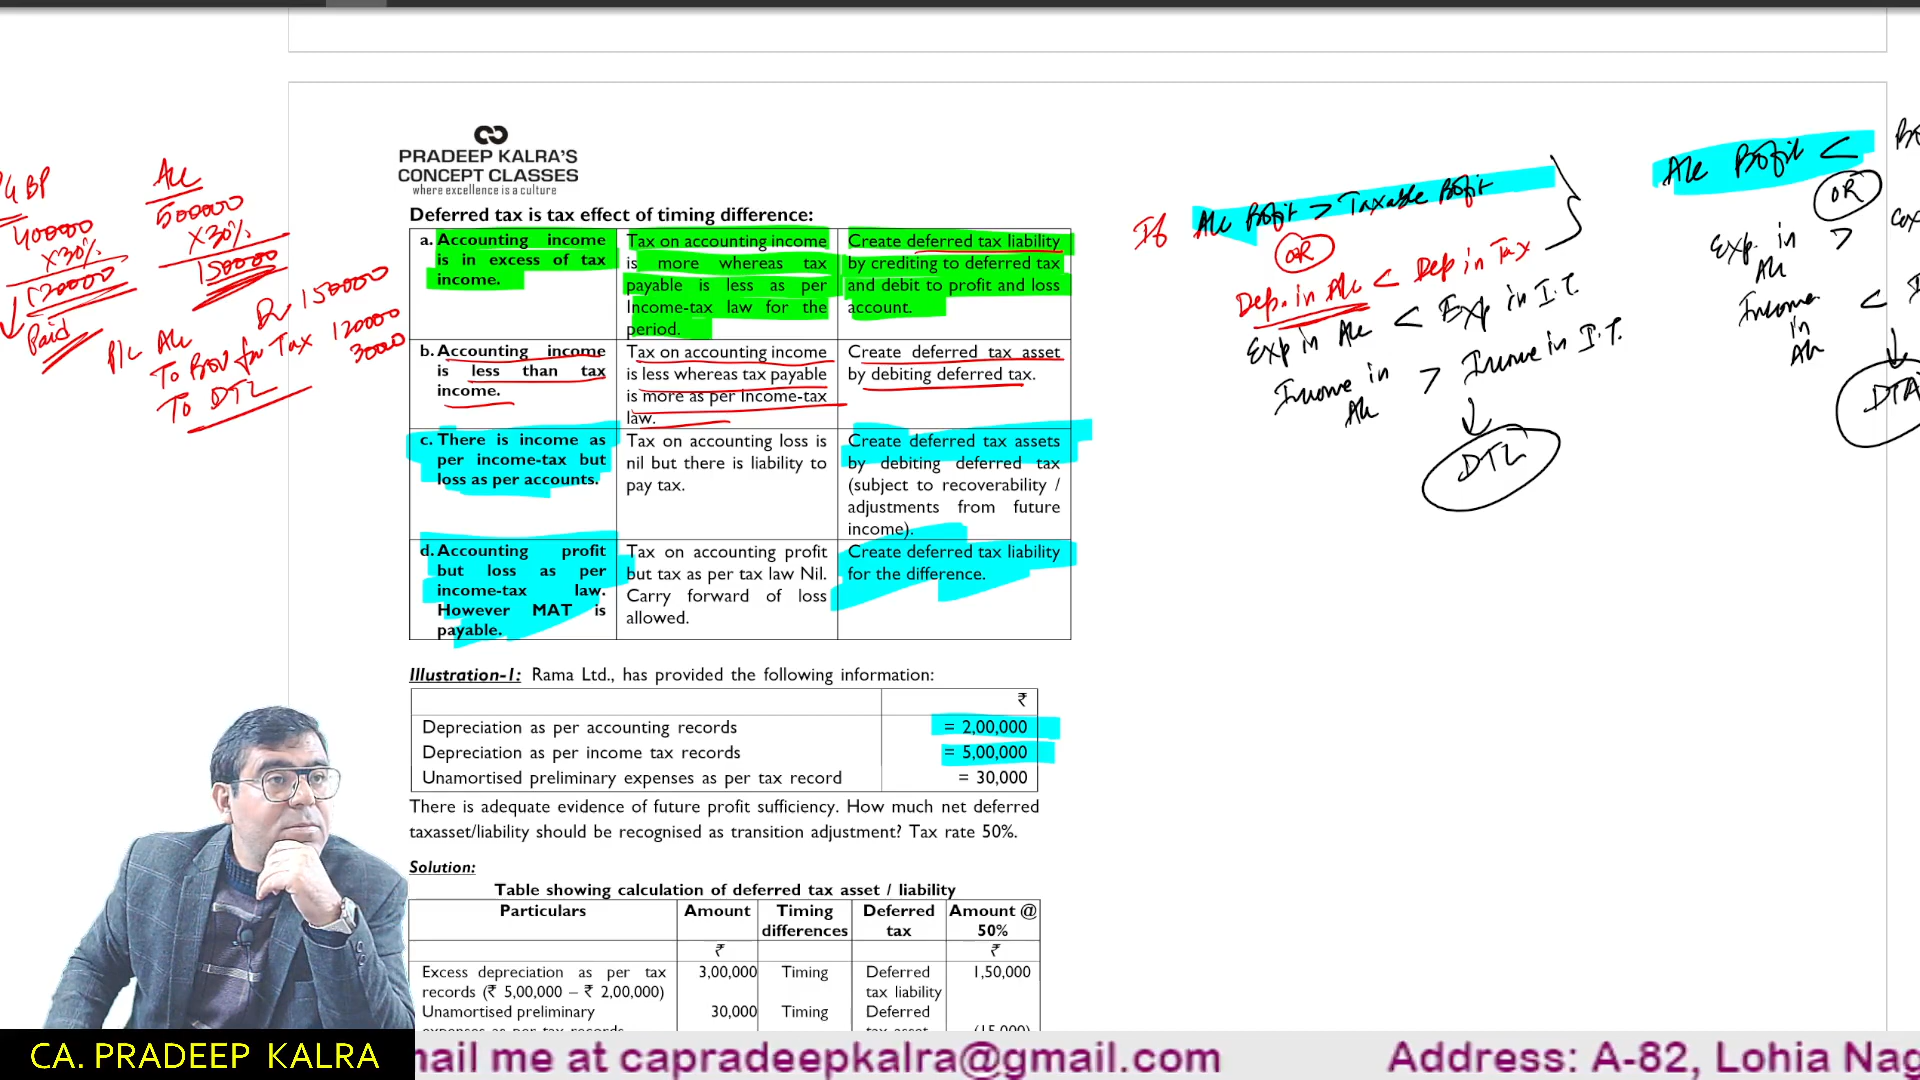 PRADEEP KALRA'S
CONCEPT CLASSES
where excellence is a culture
Deferred tax is tax effect of timing difference:
a. Accounting income is in excess of tax income.
Tax on accounting income is more whereas tax payable is less as per Income-tax law for the period.
Create deferred tax liability by crediting to deferred tax and debit to profit and loss account.
b. Accounting income is less than tax income.
Tax on accounting income is less whereas tax payable is more as per Income-tax law.
Create deferred tax asset by debiting deferred tax.
c. There is income as per income-tax but loss as per accounts.
Tax on accounting loss is nil but there is liability to pay tax.
Create deferred tax assets by debiting deferred tax (subject to recoverability / adjustments from future income).
d. Accounting profit but loss as per income-tax law. However MAT is payable.
Tax on accounting profit but tax as per tax law Nil. Carry forward of loss allowed.
Create deferred tax liability for the difference.
Illustration-1: Rama Ltd., has provided the following information:
₹
Depreciation as per accounting records = 2,00,000
Depreciation as per income tax records = 5,00,000
Unamortised preliminary expenses as per tax record = 30,000
There is adequate evidence of future profit sufficiency. How much net deferred
taxasset/liability should be recognised as transition adjustment? Tax rate 50%.
Solution:
Table showing calculation of deferred tax asset / liability
Particulars Amount Timing differences Deferred tax Amount @ 50%
₹ ₹
Excess depreciation as per tax records (₹ 5,00,000 – ₹ 2,00,000) 3,00,000 Timing Deferred tax liability 1,50,000
Unamortised preliminary 30,000 Timing Deferred
expenses as per tax records tax asset (15,000)
BP
400000
X30%
120000
Paid
Acc
500000
X30%
150000
P/L A/c Dr 150000
To Prov for Tax 120000
To DTL 30000
If A/c Profit > Taxable Profit
OR
Dep. in A/c < Dep in Tax
Exp in A/c < Exp in I.T.
Income in A/c > Income in I.T.
DTL
A/c Profit <
OR
Exp. in A/c >
Income in A/c <
DTA
CA. PRADEEP KALRA
mail me at capradeepkalra@gmail.com
Address: A-82, Lohia Nag